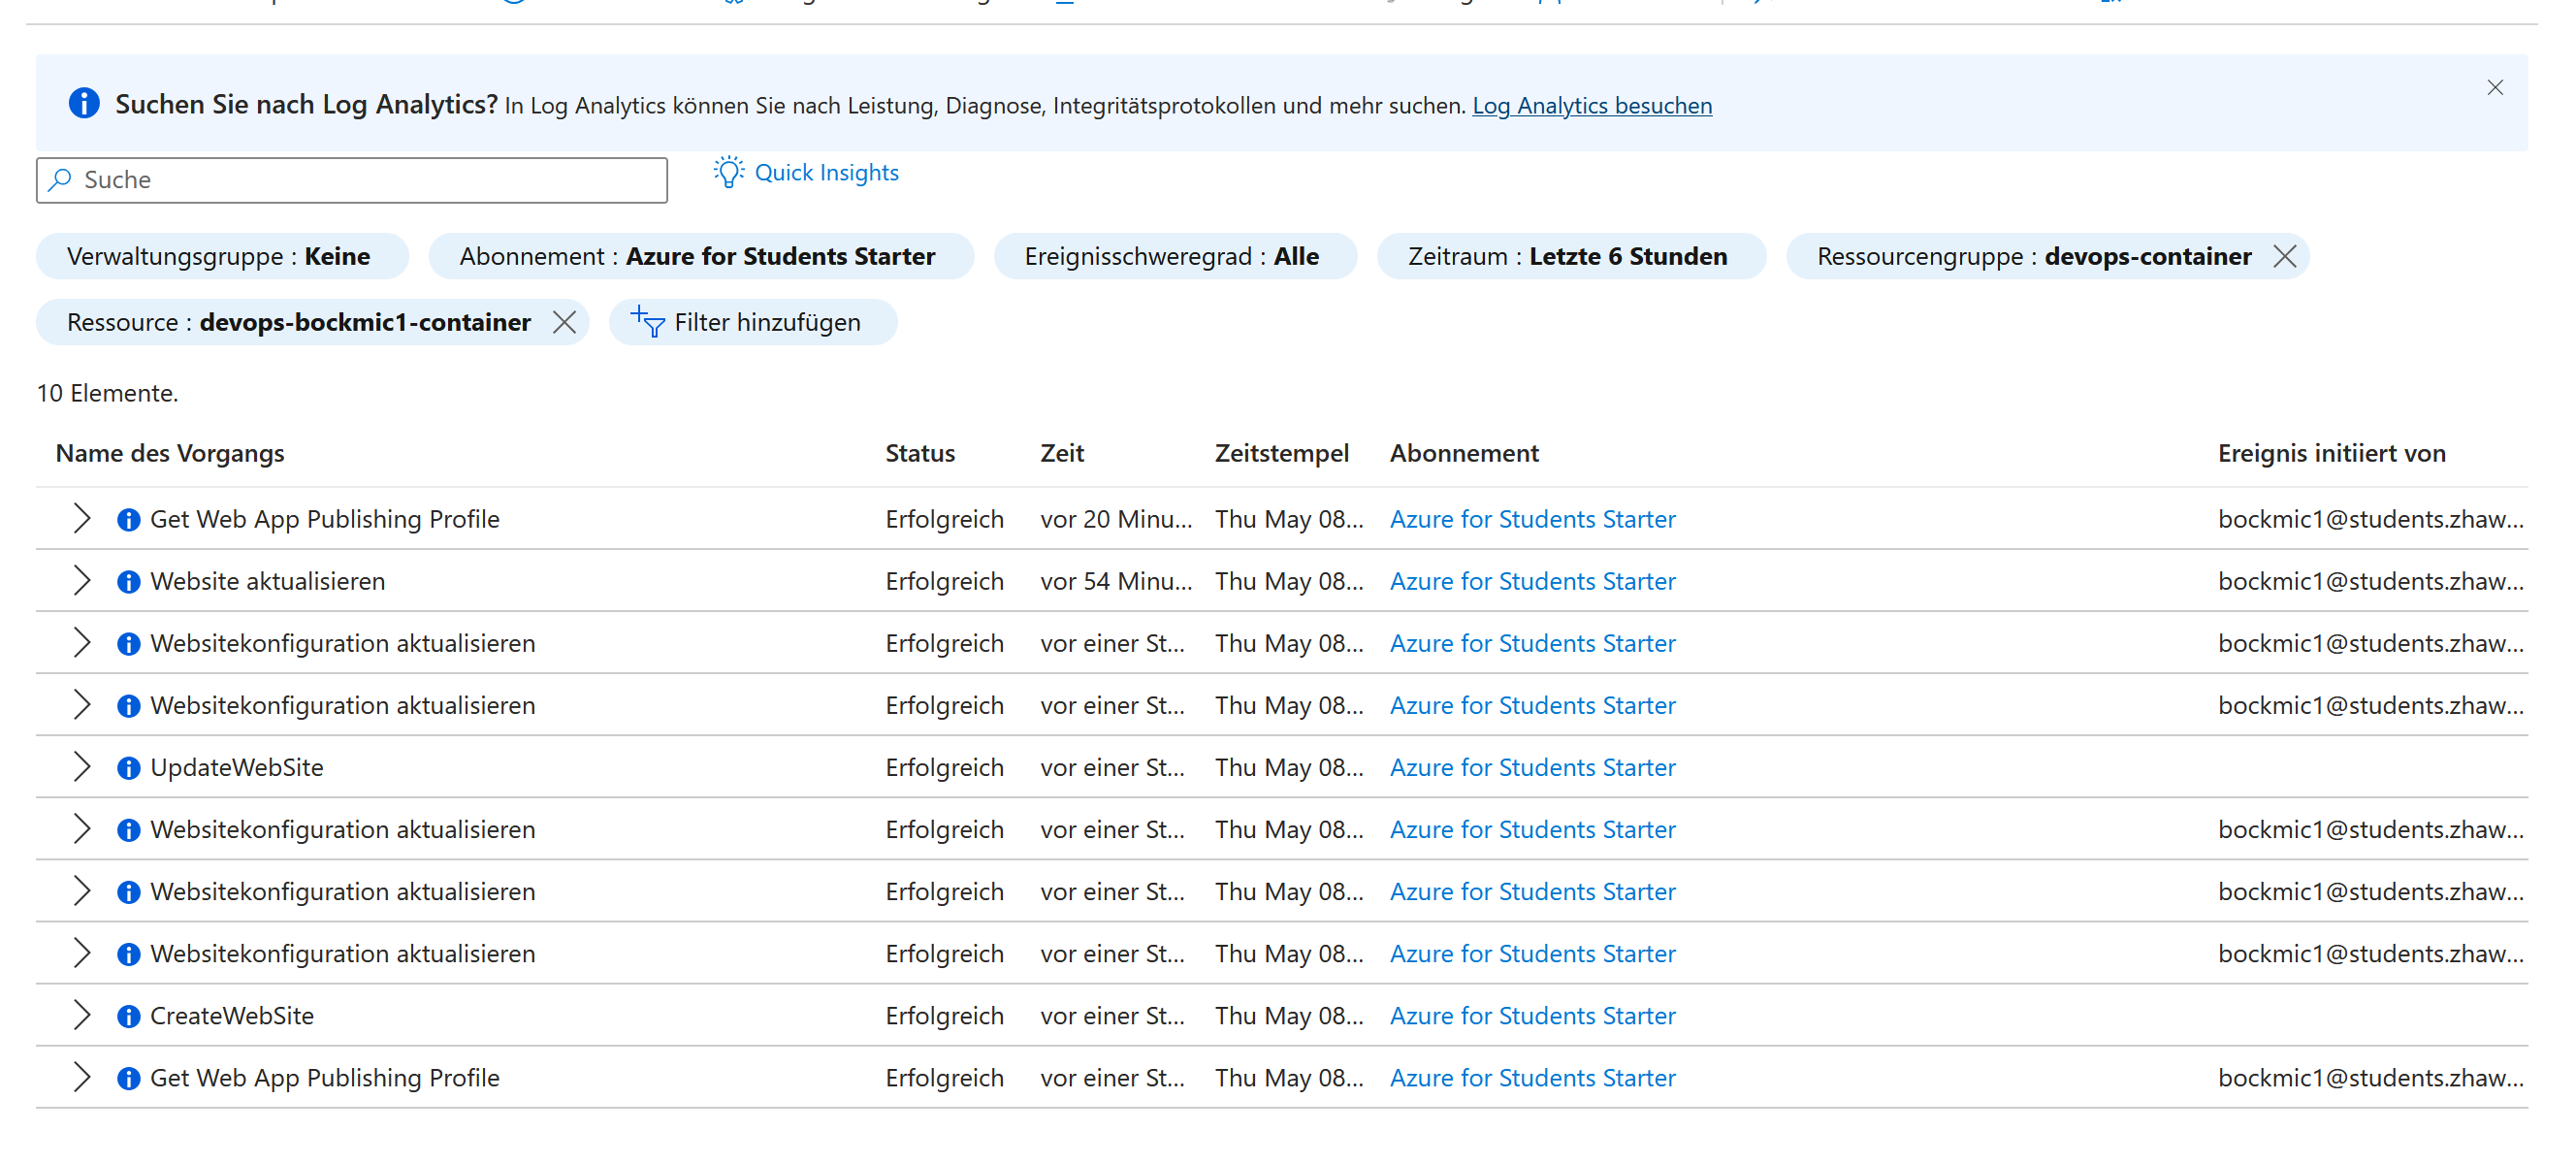 Suchen Sie nach Log Analytics? In Log Analytics können Sie nach Leistung, Diagnose, Integritätsprotokollen und mehr suchen. Log Analytics besuchen
Suche
Quick Insights
Verwaltungsgruppe : Keine
Abonnement : Azure for Students Starter
Ereignisschweregrad : Alle
Zeitraum : Letzte 6 Stunden
Ressourcengruppe : devops-container
Ressource : devops-bockmic1-container
Filter hinzufügen
10 Elemente.
Name des Vorgangs Status Zeit Zeitstempel Abonnement Ereignis initiiert von
Get Web App Publishing Profile Erfolgreich vor 20 Minu... Thu May 08... Azure for Students Starter bockmic1@students.zhaw...
Website aktualisieren Erfolgreich vor 54 Minu... Thu May 08... Azure for Students Starter bockmic1@students.zhaw...
Websitekonfiguration aktualisieren Erfolgreich vor einer St... Thu May 08... Azure for Students Starter bockmic1@students.zhaw...
Websitekonfiguration aktualisieren Erfolgreich vor einer St... Thu May 08... Azure for Students Starter bockmic1@students.zhaw...
UpdateWebSite Erfolgreich vor einer St... Thu May 08... Azure for Students Starter
Websitekonfiguration aktualisieren Erfolgreich vor einer St... Thu May 08... Azure for Students Starter bockmic1@students.zhaw...
Websitekonfiguration aktualisieren Erfolgreich vor einer St... Thu May 08... Azure for Students Starter bockmic1@students.zhaw...
Websitekonfiguration aktualisieren Erfolgreich vor einer St... Thu May 08... Azure for Students Starter bockmic1@students.zhaw...
CreateWebSite Erfolgreich vor einer St... Thu May 08... Azure for Students Starter
Get Web App Publishing Profile Erfolgreich vor einer St... Thu May 08... Azure for Students Starter bockmic1@students.zhaw...